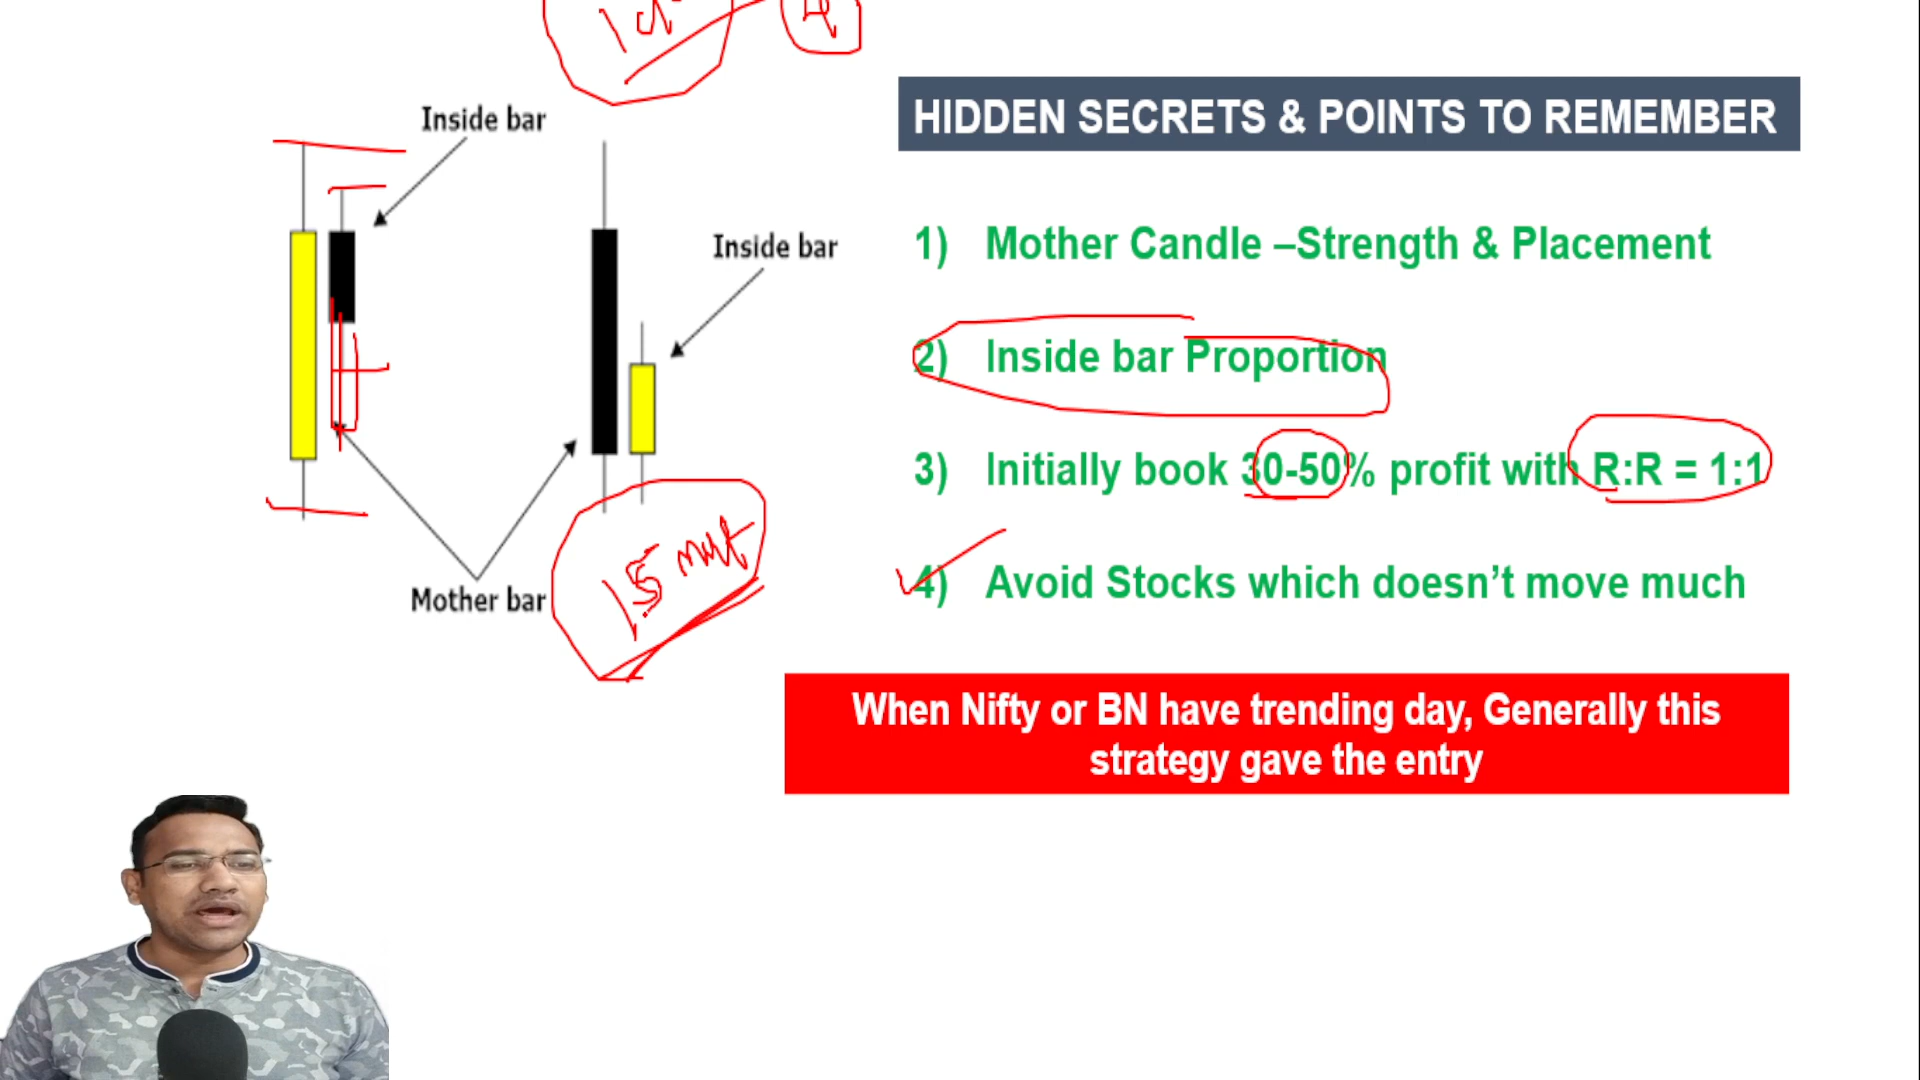 Inside bar
HIDDEN SECRETS & POINTS TO REMEMBER
Inside bar
1) Mother Candle –Strength & Placement
2) Inside bar Proportion
3) Initially book 30-50% profit with R:R = 1:1
4) Avoid Stocks which doesn’t move much
Mother bar
15
When Nifty or BN have trending day, Generally this
strategy gave the entry